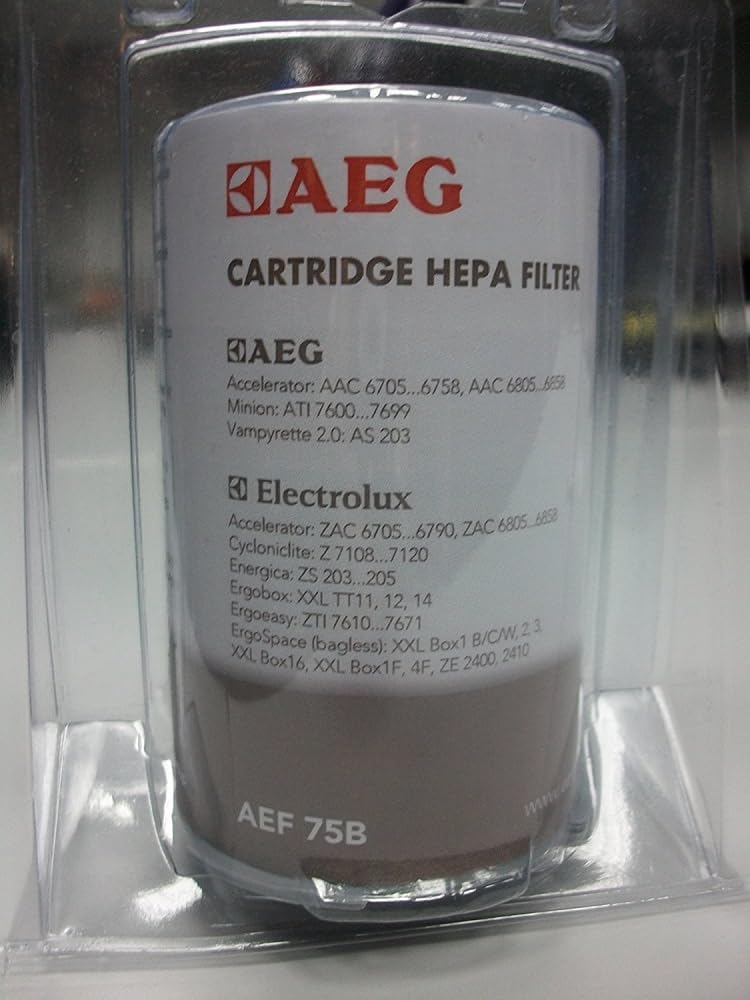 AEG
CARTRIDGE HEPA FILTER
AEG
Accelerator: AAC 6705...6758, AAC 6805...6858
Minion: ATI 7600...7699
Vampyrette 2.0: AS 203
Electrolux
Accelerator: ZAC 6705...6790, ZAC 6805...6858
Cycloniclite: Z 7108...7120
Energica: ZS 203...205
Ergobox: XXL TT11, 12, 14
Ergoeasy: ZTI 7610...7671
ErgoSpace (bagless): XXL Box1 B/C/W, 2, 3,
XXL Box16, XXL Box1F, 4F, ZE 2400, 2410
AEF 75B